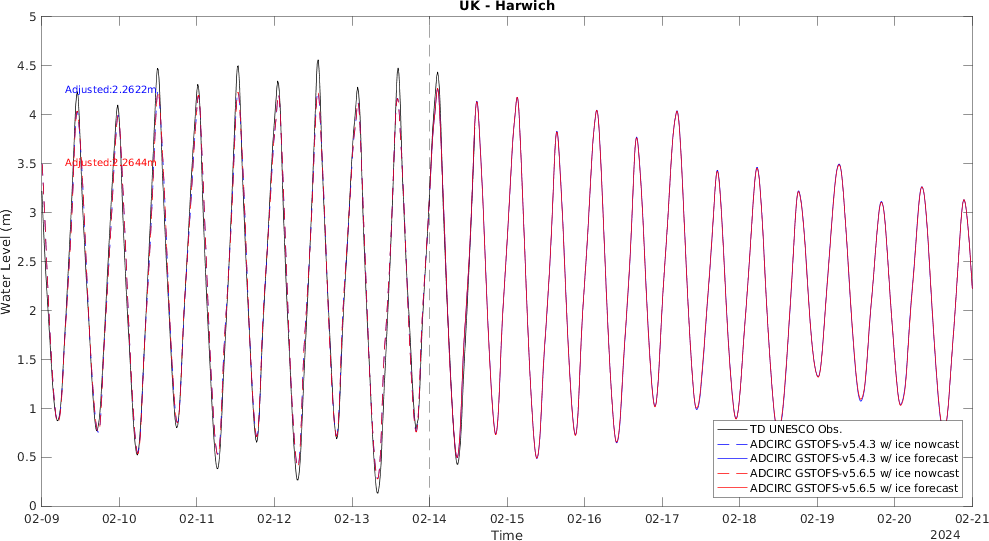 UK - Harwich
5
4.5
4
3.5
3
2.5
2
1.5
1
0.5
0
Water Level (m)
Adjusted:2.2622m
Adjusted:2.2644m
TD UNESCO Obs.
ADCIRC GSTOFS-v5.4.3 w/ ice nowcast
ADCIRC GSTOFS-v5.4.3 w/ ice forecast
ADCIRC GSTOFS-v5.6.5 w/ ice nowcast
ADCIRC GSTOFS-v5.6.5 w/ ice forecast
02-09 02-10 02-11 02-12 02-13 02-14 02-15 02-16 02-17 02-18 02-19 02-20 02-21
Time
2024